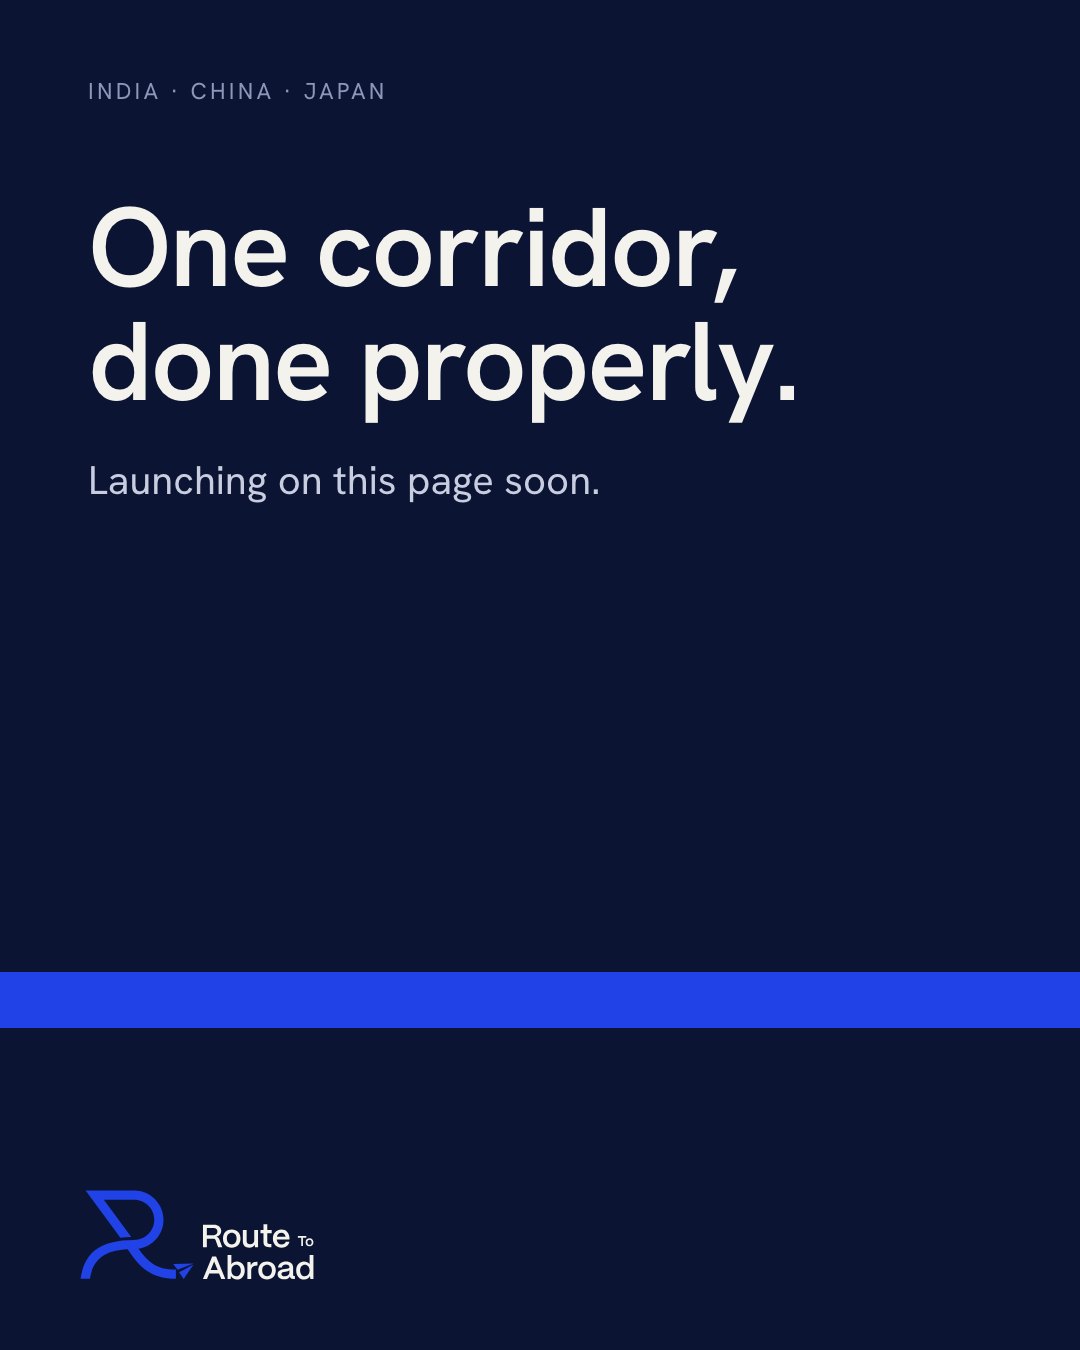 INDIA · CHINA · JAPAN
One corridor,
done properly.
Launching on this page soon.
Route To
Abroad